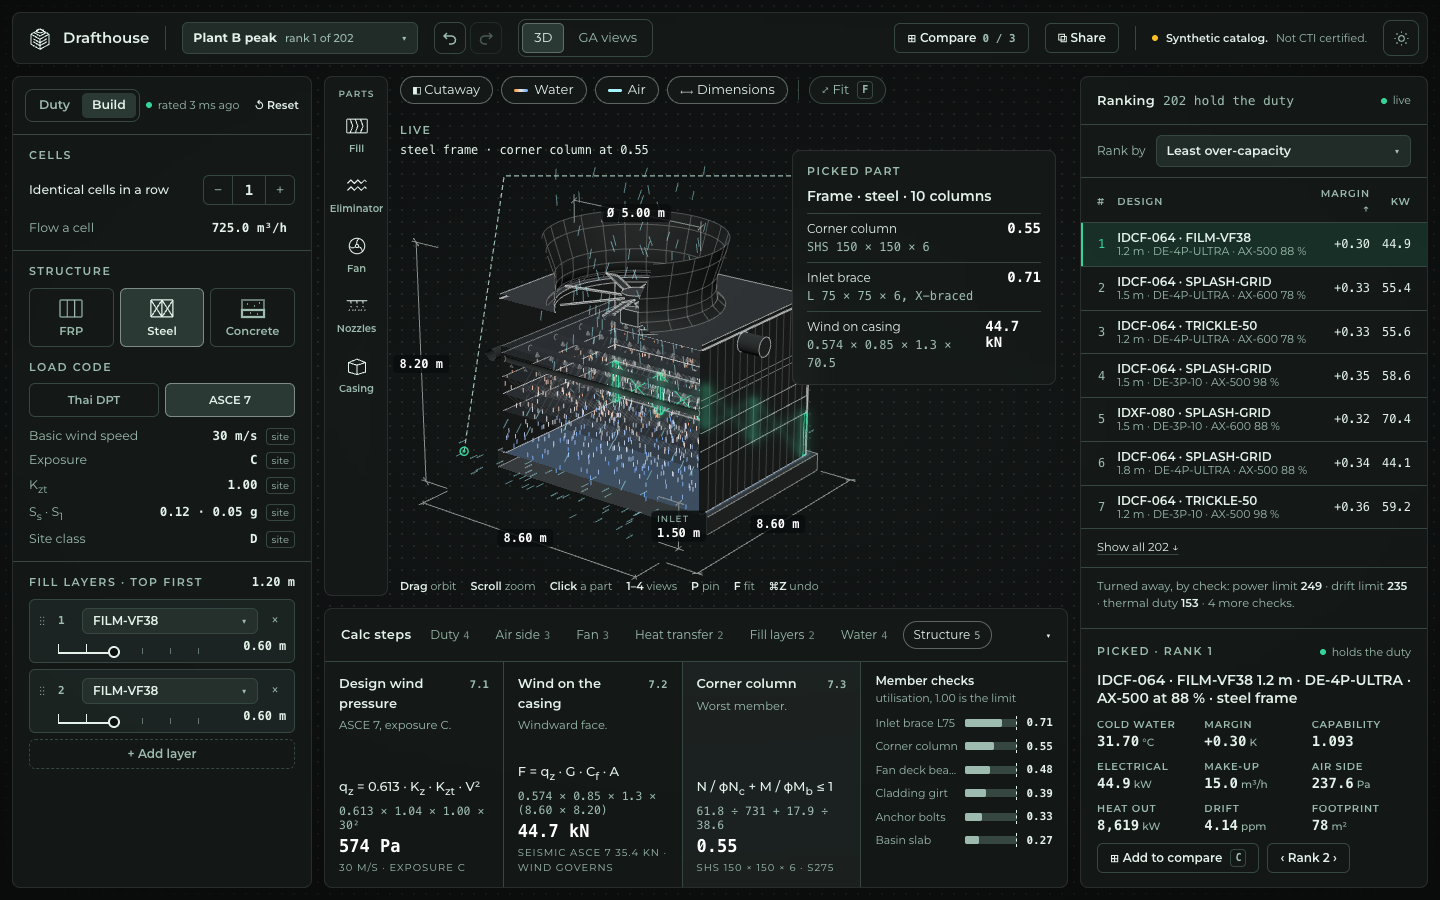 Drafthouse
Plant B peak rank 1 of 202
3D GA views
Compare 0 / 3
Share
Synthetic catalog. Not CTI certified.
Duty Build
rated 3 ms ago
Reset
CELLS
Identical cells in a row − 1 +
Flow a cell 725.0 m³/h
STRUCTURE
FRP Steel Concrete
LOAD CODE
Thai DPT ASCE 7
Basic wind speed 30 m/s site
Exposure C site
Kzt 1.00 site
Ss · S1 0.12 · 0.05 g site
Site class D site
FILL LAYERS · TOP FIRST 1.20 m
1 FILM-VF38 ×
0.60 m
2 FILM-VF38 ×
0.60 m
+ Add layer
PARTS
Fill
Eliminator
Fan
Nozzles
Casing
Cutaway Water Air Dimensions Fit F
LIVE
steel frame · corner column at 0.55
Ø 5.00 m
8.20 m
8.60 m
INLET
1.50 m
8.60 m
PICKED PART
Frame · steel · 10 columns
Corner column 0.55
SHS 150 × 150 × 6
Inlet brace 0.71
L 75 × 75 × 6, X-braced
Wind on casing 44.7 kN
0.574 × 0.85 × 1.3 ×
70.5
Drag orbit Scroll zoom Click a part 1–4 views P pin F fit ⌘Z undo
Calc steps Duty 4 Air side 3 Fan 3 Heat transfer 2 Fill layers 2 Water 4 Structure 5
Design wind pressure 7.1
ASCE 7, exposure C.
qz = 0.613 · Kz · Kzt · V²
0.613 × 1.04 × 1.00 ×
30²
574 Pa
30 M/S · EXPOSURE C
Wind on the casing 7.2
Windward face.
F = qz · G · Cf · A
0.574 × 0.85 × 1.3 ×
(8.60 × 8.20)
44.7 kN
SEISMIC ASCE 7 35.4 KN ·
WIND GOVERNS
Corner column 7.3
Worst member.
N / ϕNc + M / ϕMb ≤ 1
61.8 ÷ 731 + 17.9 ÷
38.6
0.55
SHS 150 × 150 × 6 · S275
Member checks
utilisation, 1.00 is the limit
Inlet brace L75 0.71
Corner column 0.55
Fan deck bea... 0.48
Cladding girt 0.39
Anchor bolts 0.33
Basin slab 0.27
Ranking 202 hold the duty live
Rank by Least over-capacity
# DESIGN MARGIN ↑ KW
1 IDCF-064 · FILM-VF38 +0.30 44.9
1.2 m · DE-4P-ULTRA · AX-500 88 %
2 IDCF-064 · SPLASH-GRID +0.33 55.4
1.5 m · DE-4P-ULTRA · AX-600 78 %
3 IDCF-064 · TRICKLE-50 +0.33 55.6
1.2 m · DE-4P-ULTRA · AX-600 78 %
4 IDCF-064 · SPLASH-GRID +0.35 58.6
1.5 m · DE-3P-10 · AX-500 98 %
5 IDXF-080 · SPLASH-GRID +0.32 70.4
1.5 m · DE-3P-10 · AX-600 88 %
6 IDCF-064 · SPLASH-GRID +0.34 44.1
1.8 m · DE-4P-ULTRA · AX-500 88 %
7 IDCF-064 · TRICKLE-50 +0.36 59.2
1.2 m · DE-3P-10 · AX-500 98 %
Show all 202 ↓
Turned away, by check: power limit 249 · drift limit 235
· thermal duty 153 · 4 more checks.
PICKED · RANK 1 holds the duty
IDCF-064 · FILM-VF38 1.2 m · DE-4P-ULTRA ·
AX-500 at 88 % · steel frame
COLD WATER MARGIN CAPABILITY
31.70 °C +0.30 K 1.093
ELECTRICAL MAKE-UP AIR SIDE
44.9 kW 15.0 m³/h 237.6 Pa
HEAT OUT DRIFT FOOTPRINT
8,619 kW 4.14 ppm 78 m²
Add to compare C
‹ Rank 2 ›